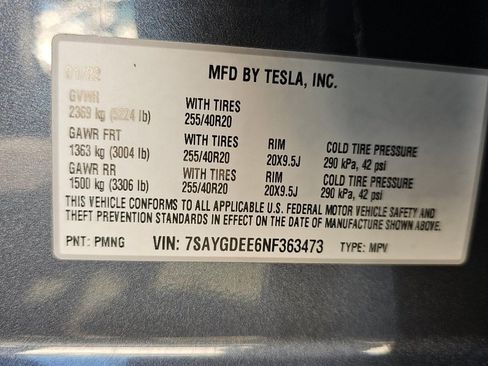 01/22 MFD BY TESLA, INC.
GVWR
2369 kg (5224 lb) WITH TIRES 255/40R20
GAWR FRT
1363 kg (3004 lb) WITH TIRES 255/40R20 RIM 20X9.5J COLD TIRE PRESSURE 290 kPa, 42 psi
GAWR RR
1500 kg (3306 lb) WITH TIRES 255/40R20 RIM 20X9.5J COLD TIRE PRESSURE 290 kPa, 42 psi
THIS VEHICLE CONFORMS TO ALL APPLICABLE U.S. FEDERAL MOTOR VEHICLE SAFETY AND
THEFT PREVENTION STANDARDS IN EFFECT ON THE DATE OF MANUFACTURE SHOWN ABOVE.
PNT: PMNG VIN: 7SAYGDEE6NF363473 TYPE: MPV